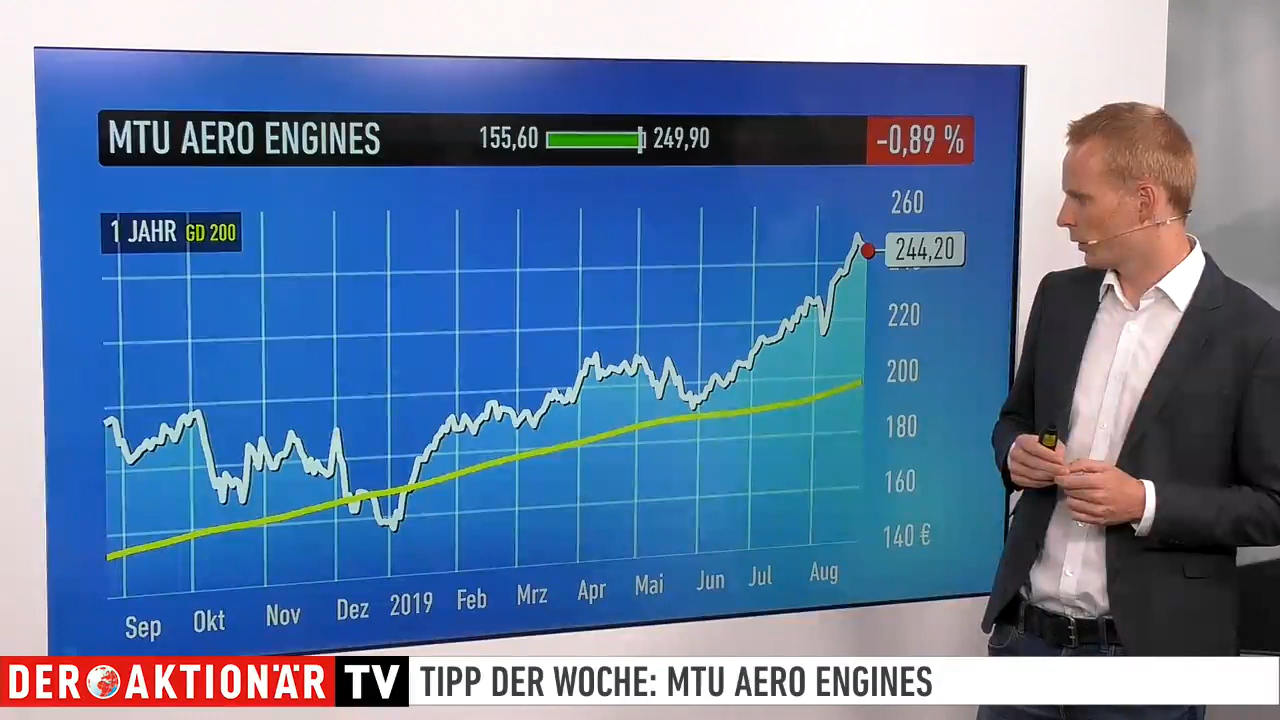 MTU AERO ENGINES 155,60 249,90 -0,89 %
1 JAHR GD 200
260
244,20
220
200
180
160
140 €
Sep Okt Nov Dez 2019 Feb Mrz Apr Mai Jun Jul Aug
DER AKTIONÄR TV TIPP DER WOCHE: MTU AERO ENGINES